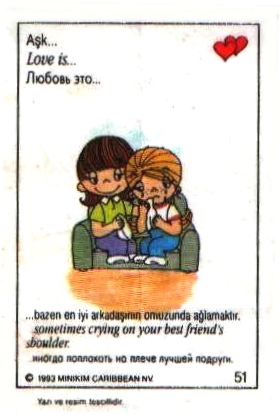 Aşk...
Love is...
Любовь это...
...bazen en iyi arkadaşının omuzunda ağlamaktır.
sometimes crying on your best friend's
shoulder.
иногда поплакать на плече лучшей подруги.
© 1993 MINIKIM CARIBBEAN NV.
51
Yazı ve resim tescillidir.